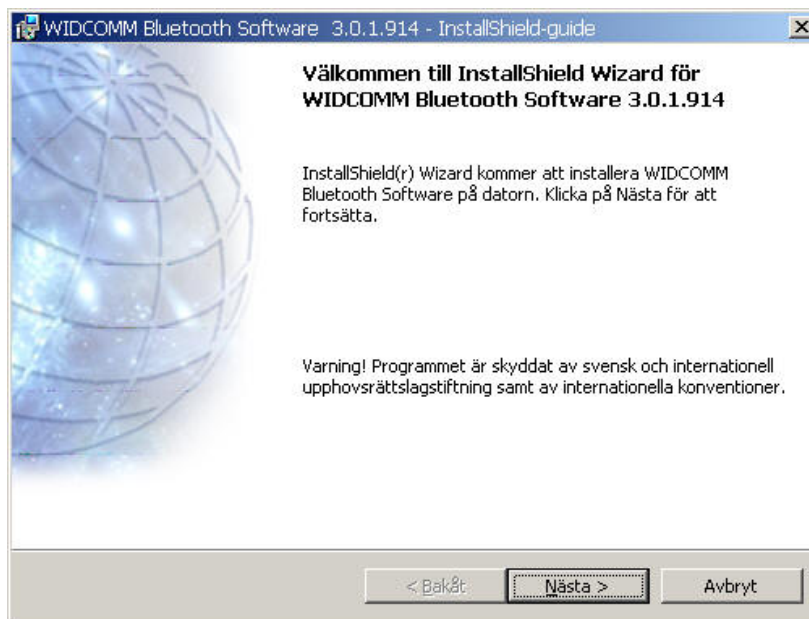 WIDCOMM Bluetooth Software 3.0.1.914 - InstallShield-guide
Välkommen till InstallShield Wizard för
WIDCOMM Bluetooth Software 3.0.1.914
InstallShield(r) Wizard kommer att installera WIDCOMM
Bluetooth Software på datorn. Klicka på Nästa för att
fortsätta.
Varning! Programmet är skyddat av svensk och internationell
upphovsrättslagstiftning samt av internationella konventioner.
< Bakåt Nästa > Avbryt